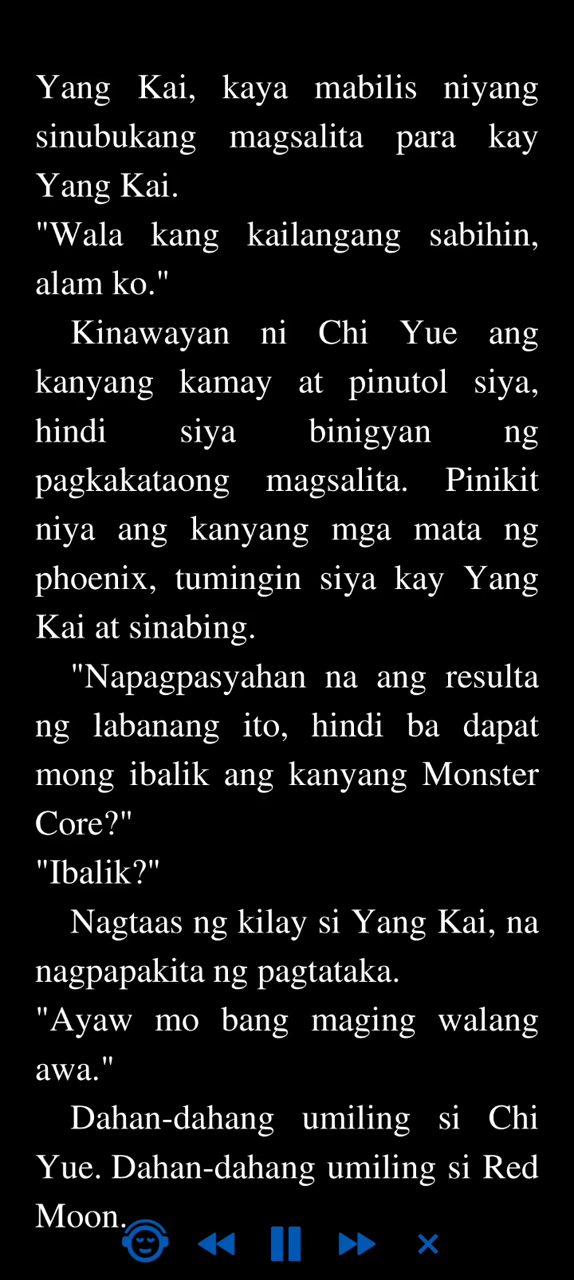 Yang Kai, kaya mabilis niyang
sinubukang magsalita para kay
Yang Kai.
"Wala kang kailangang sabihin,
alam ko."
Kinawayan ni Chi Yue ang
kanyang kamay at pinutol siya,
hindi siya binigyan ng
pagkakataong magsalita. Pinikit
niya ang kanyang mga mata ng
phoenix, tumingin siya kay Yang
Kai at sinabing.
"Napagpasyahan na ang resulta
ng labanang ito, hindi ba dapat
mong ibalik ang kanyang Monster
Core?"
"Ibalik?"
Nagtaas ng kilay si Yang Kai, na
nagpapakita ng pagtataka.
"Ayaw mo bang maging walang
awa."
Dahan-dahang umiling si Chi
Yue. Dahan-dahang umiling si Red
Moon.